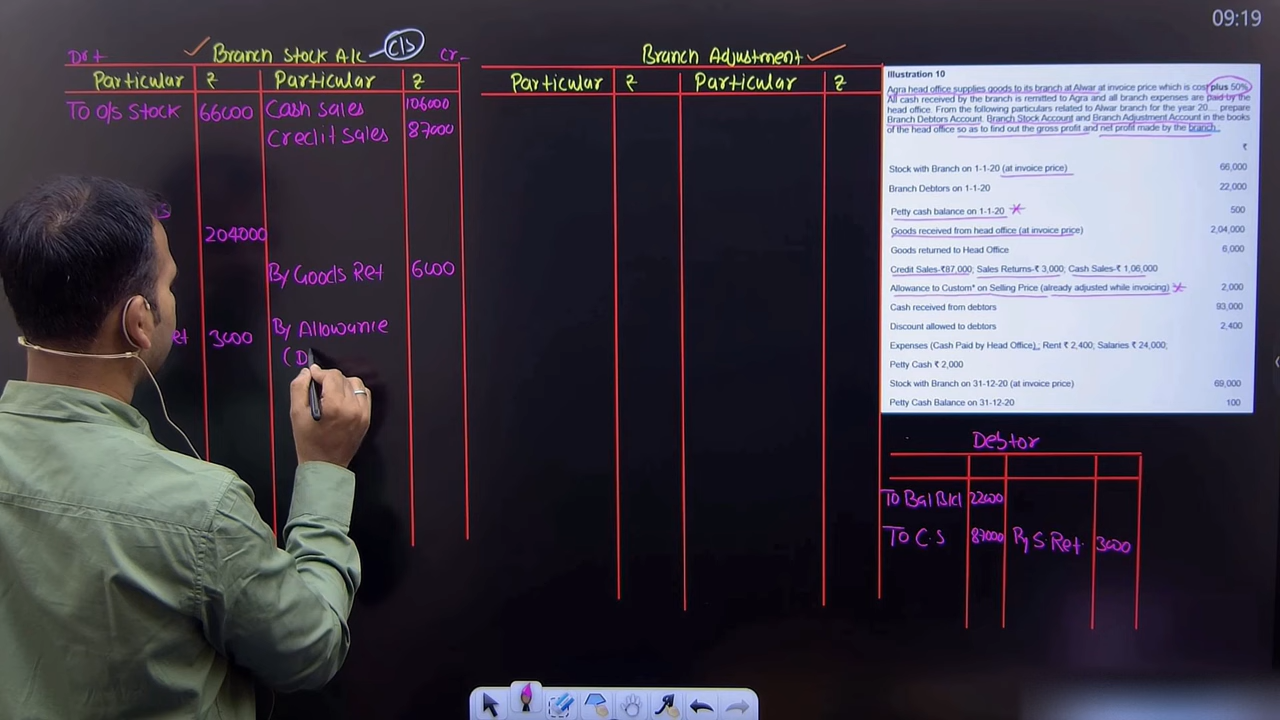 09:19
Dr +
Branch Stock A/c
C/S
Cr -
Particular ₹ Particular ₹
To O/s Stock 66000 Cash Sales 106000
Credit Sales 87000
204000
By Goods Ret 6000
3000 By Allowance
(D
Branch Adjustment
Particular ₹ Particular ₹
Illustration 10
Agra head office supplies goods to its branch at Alwar at invoice price which is cost plus 50%.
All cash received by the branch is remitted to Agra and all branch expenses are paid by the
head office. From the following particulars related to Alwar branch for the year 20.... prepare
Branch Debtors Account, Branch Stock Account and Branch Adjustment Account in the books
of the head office so as to find out the gross profit and net profit made by the branch.
₹
Stock with Branch on 1-1-20 (at invoice price) 66,000
Branch Debtors on 1-1-20 22,000
Petty cash balance on 1-1-20 500
Goods received from head office (at invoice price) 2,04,000
Goods returned to Head Office 6,000
Credit Sales-₹87,000; Sales Returns-₹ 3,000; Cash Sales-₹ 1,06,000
Allowance to Custom* on Selling Price (already adjusted while invoicing) 2,000
Cash received from debtors 93,000
Discount allowed to debtors 2,400
Expenses (Cash Paid by Head Office) ; Rent ₹ 2,400; Salaries ₹ 24,000;
Petty Cash ₹ 2,000
Stock with Branch on 31-12-20 (at invoice price) 69,000
Petty Cash Balance on 31-12-20 100
Debtor
To Bal B/d 22000
To C.S 87000 By S Ret. 3000